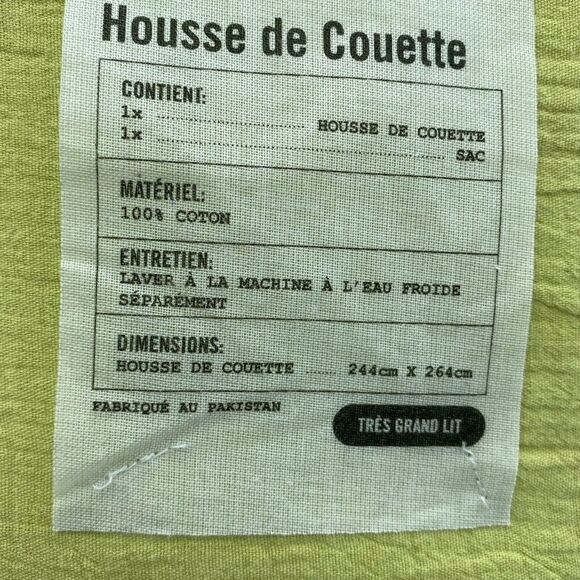 Housse de Couette
CONTIENT:
1x ........................ HOUSSE DE COUETTE
1x ................................................ SAC
MATÉRIEL:
100% COTON
ENTRETIEN:
LAVER À LA MACHINE À L'EAU FROIDE
SÉPARÉMENT
DIMENSIONS:
HOUSSE DE COUETTE ...... 244cm X 264cm
FABRIQUÉ AU PAKISTAN
TRÈS GRAND LIT